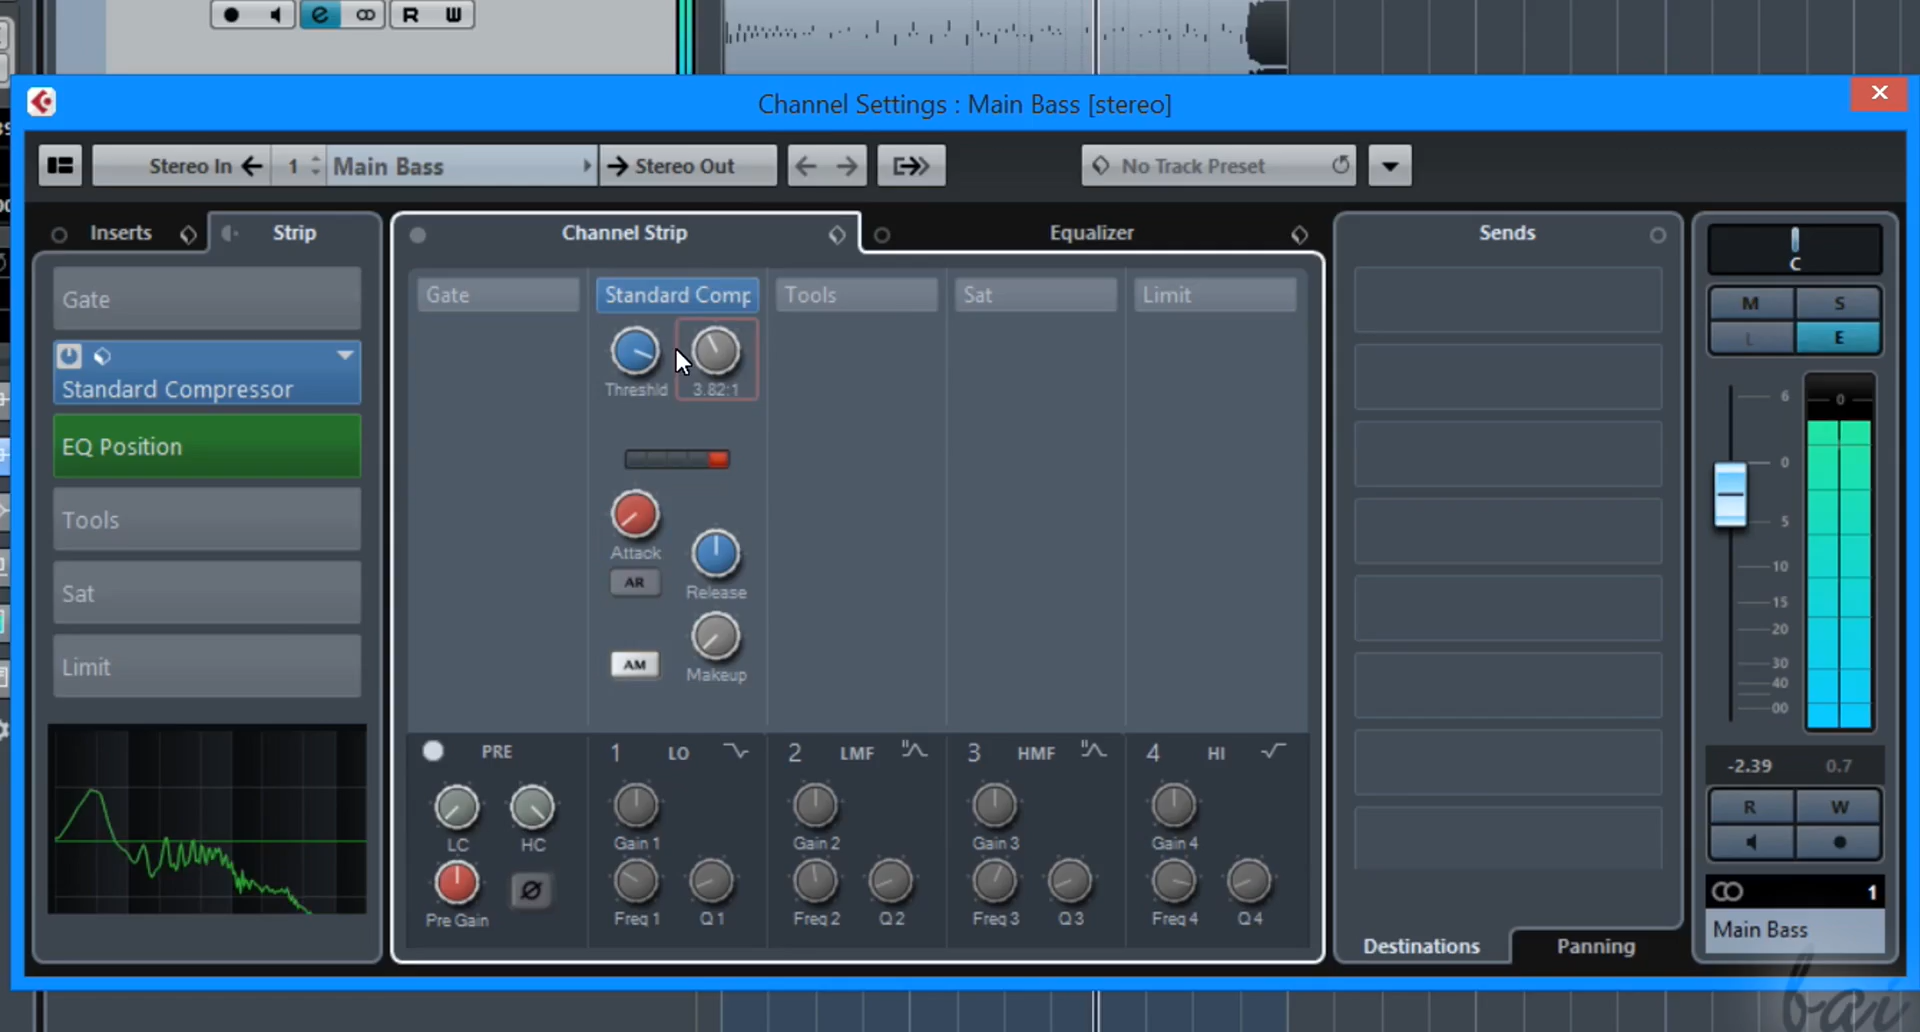 R W
Channel Settings : Main Bass [stereo]
Stereo In 1 Main Bass Stereo Out No Track Preset
Inserts Strip Channel Strip Equalizer Sends
C
Gate
Standard Compressor
EQ Position
Tools
Sat
Limit
Gate Standard Comp Tools Sat Limit
Threshld 3.82:1
Attack
AR
Release
AM
Makeup
PRE 1 LO 2 LMF 3 HMF 4 HI
LC HC Gain 1 Gain 2 Gain 3 Gain 4
Pre Gain Freq 1 Q 1 Freq 2 Q 2 Freq 3 Q 3 Freq 4 Q 4
Destinations Panning
M S
L E
6 0
0
5
10
15
20
30
40
00
-2.39 0.7
R W
1
Main Bass
bai